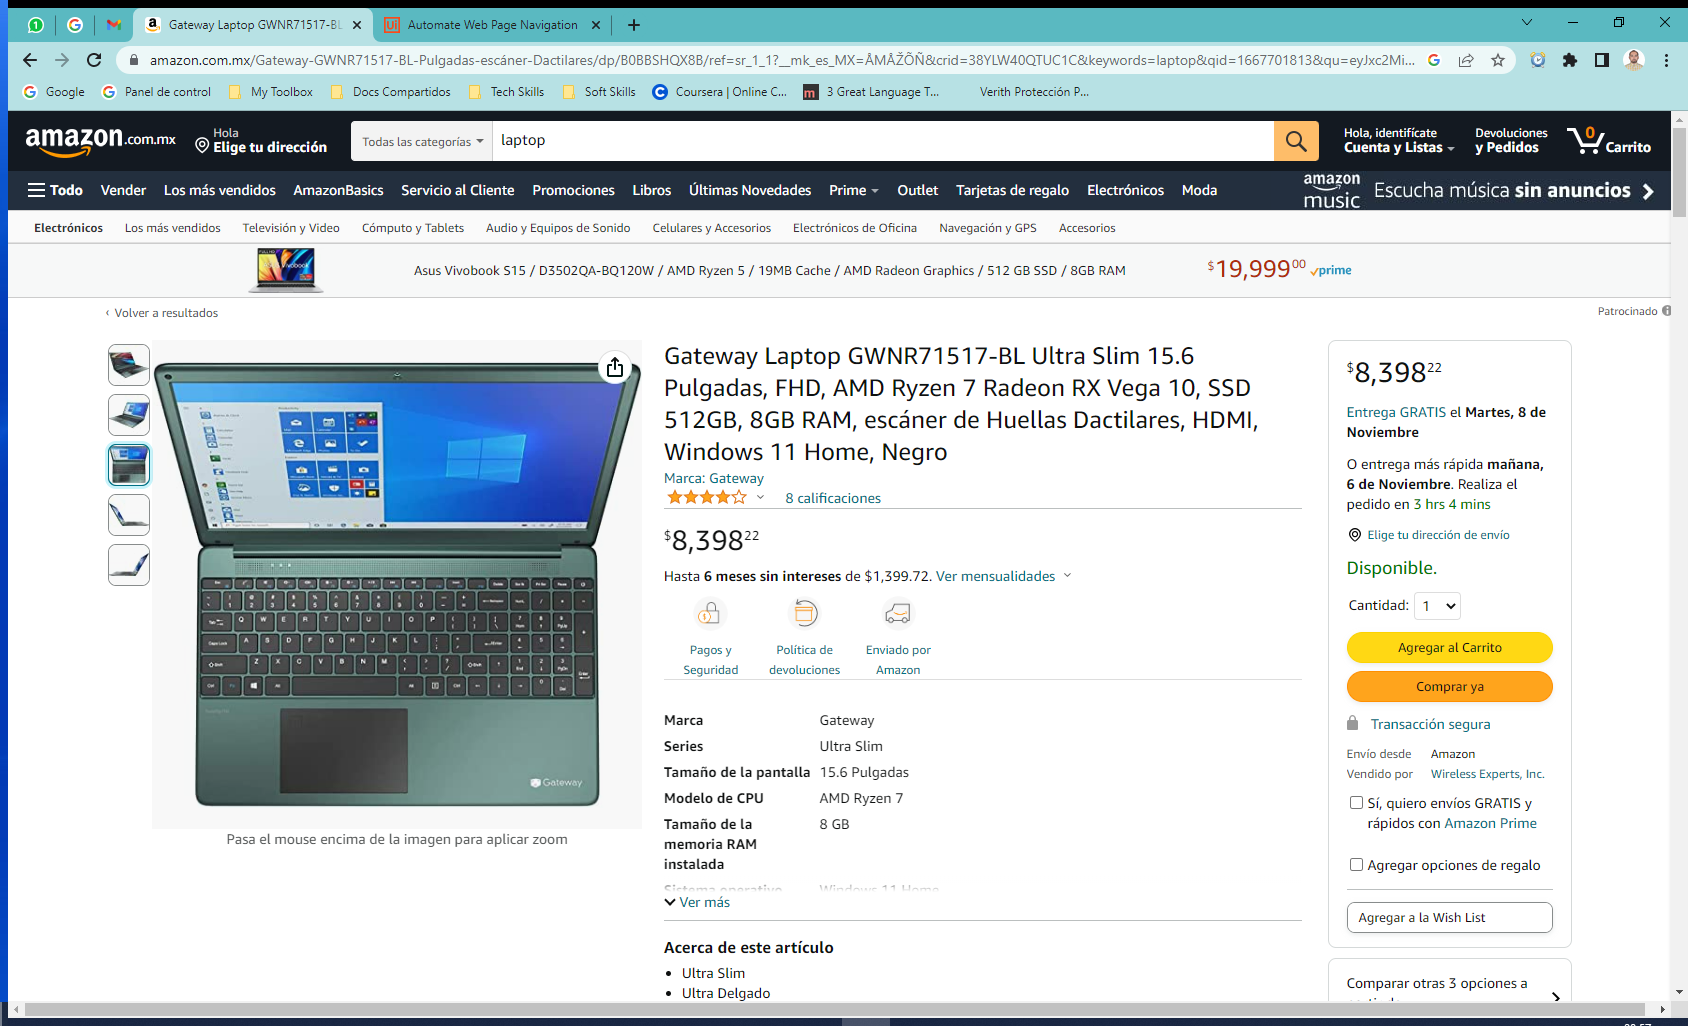 Gateway Laptop GWNR71517-BL
Automate Web Page Navigation
amazon.com.mx/Gateway-GWNR71517-BL-Pulgadas-escáner-Dactilares/dp/B0BBSHQX8B/ref=sr_1_1?__mk_es_MX=ÅMÅŽÕÑ&crid=38YLW40QTUC1C&keywords=laptop&qid=1667701813&qu=eyJxc2Mi...
Google
Panel de control
My Toolbox
Docs Compartidos
Tech Skills
Soft Skills
Coursera | Online C...
3 Great Language T...
Verith Protección P...
amazon.com.mx
Hola
Elige tu dirección
Todas las categorías
laptop
Hola, identifícate
Cuenta y Listas
Devoluciones
y Pedidos
0
Carrito
Todo
Vender
Los más vendidos
AmazonBasics
Servicio al Cliente
Promociones
Libros
Últimas Novedades
Prime
Outlet
Tarjetas de regalo
Electrónicos
Moda
amazon music
Escucha música sin anuncios
Electrónicos
Los más vendidos
Televisión y Video
Cómputo y Tablets
Audio y Equipos de Sonido
Celulares y Accesorios
Electrónicos de Oficina
Navegación y GPS
Accesorios
Asus Vivobook S15 / D3502QA-BQ120W / AMD Ryzen 5 / 19MB Cache / AMD Radeon Graphics / 512 GB SSD / 8GB RAM
$19,99900 prime
‹ Volver a resultados
Patrocinado
Gateway
Pasa el mouse encima de la imagen para aplicar zoom
Gateway Laptop GWNR71517-BL Ultra Slim 15.6
Pulgadas, FHD, AMD Ryzen 7 Radeon RX Vega 10, SSD
512GB, 8GB RAM, escáner de Huellas Dactilares, HDMI,
Windows 11 Home, Negro
Marca: Gateway
8 calificaciones
$8,39822
Hasta 6 meses sin intereses de $1,399.72. Ver mensualidades
Pagos y
Seguridad
Política de
devoluciones
Enviado por
Amazon
Marca Gateway
Series Ultra Slim
Tamaño de la pantalla 15.6 Pulgadas
Modelo de CPU AMD Ryzen 7
Tamaño de la 8 GB
memoria RAM
instalada
Sistema operativo Windows 11 Home
Ver más
Acerca de este artículo
• Ultra Slim
• Ultra Delgado
$8,39822
Entrega GRATIS el Martes, 8 de
Noviembre
O entrega más rápida mañana,
6 de Noviembre. Realiza el
pedido en 3 hrs 4 mins
Elige tu dirección de envío
Disponible.
Cantidad: 1
Agregar al Carrito
Comprar ya
Transacción segura
Envío desde Amazon
Vendido por Wireless Experts, Inc.
Sí, quiero envíos GRATIS y
rápidos con Amazon Prime
Agregar opciones de regalo
Agregar a la Wish List
Comparar otras 3 opciones a